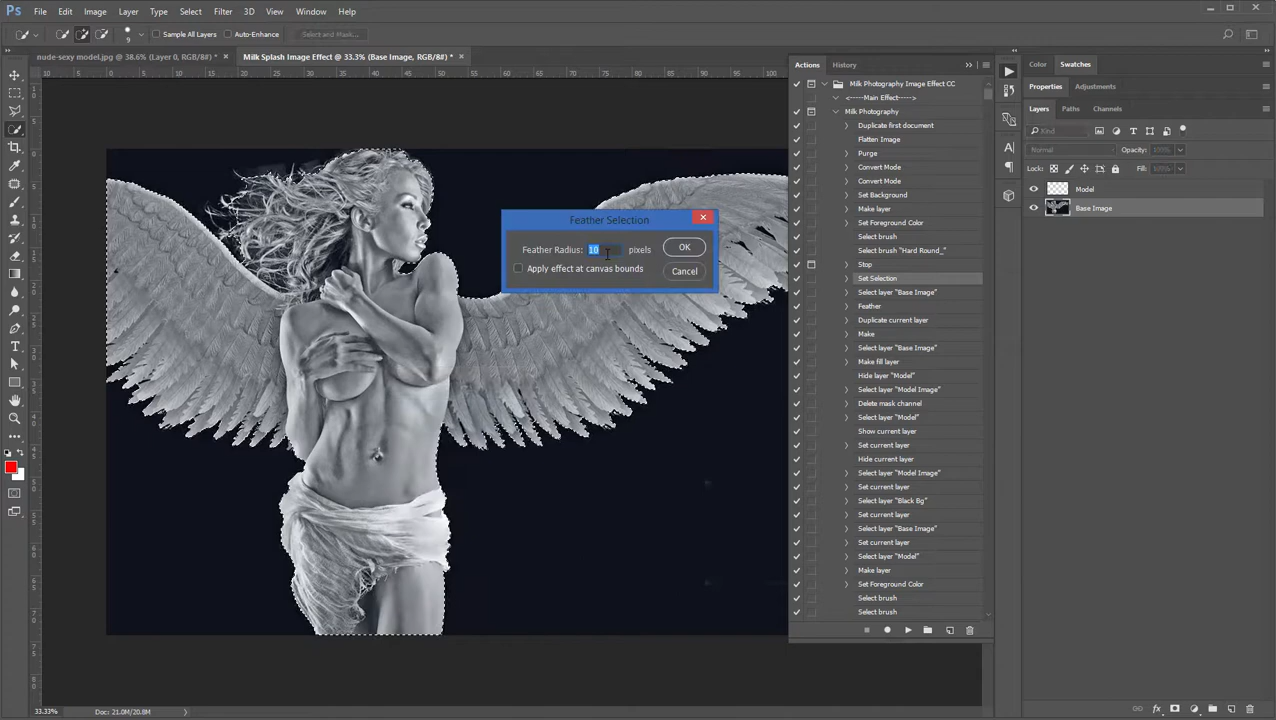 Ps File Edit Image Layer Type Select Filter 3D View Window Help
9 Sample All Layers Auto-Enhance Select and Mask...
nude-sexy model.jpg @ 38.6% (Layer 0, RGB/8#) * × Milk Splash Image Effect @ 33.3% (Base Image, RGB/8#) * ×
Actions History
Color Swatches
Properties Adjustments
Layers Paths Channels
Kind
Normal Opacity: 100%
Lock: Fill: 100%
Model
Base Image
Milk Photography Image Effect CC
<-----Main Effect----->
Milk Photography
Duplicate first document
Flatten Image
Purge
Convert Mode
Convert Mode
Set Background
Make layer
Set Foreground Color
Select brush
Select brush "Hard Round_"
Stop
Set Selection
Select layer "Base Image"
Feather
Duplicate current layer
Make
Select layer "Base Image"
Make fill layer
Hide layer "Model"
Select layer "Model Image"
Delete mask channel
Select layer "Model"
Show current layer
Set current layer
Hide current layer
Select layer "Model Image"
Set current layer
Select layer "Black Bg"
Set current layer
Select layer "Base Image"
Set current layer
Select layer "Model"
Make layer
Set Foreground Color
Select brush
Select brush
Feather Selection
Feather Radius: 10 pixels OK
Apply effect at canvas bounds Cancel
33.33% Doc: 21.0M/20.8M